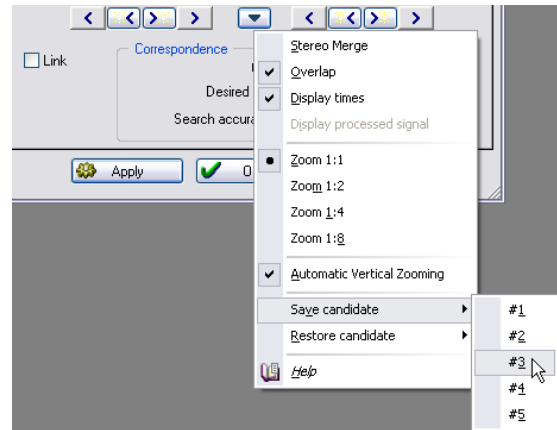 Link
Correspondence
Desired
Search accura
Apply
Stereo Merge
Overlap
Display times
Display processed signal
Zoom 1:1
Zoom 1:2
Zoom 1:4
Zoom 1:8
Automatic Vertical Zooming
Save candidate
Restore candidate
Help
#1
#2
#3
#4
#5